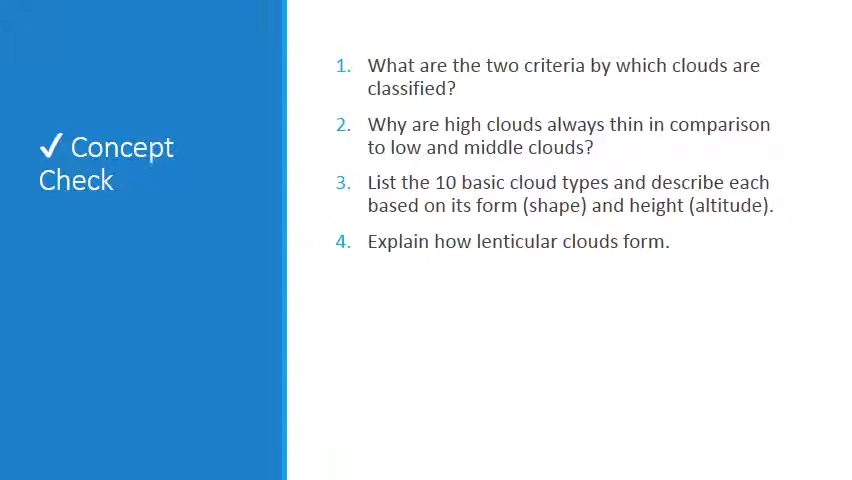 ✓ Concept
Check
1. What are the two criteria by which clouds are
classified?
2. Why are high clouds always thin in comparison
to low and middle clouds?
3. List the 10 basic cloud types and describe each
based on its form (shape) and height (altitude).
4. Explain how lenticular clouds form.